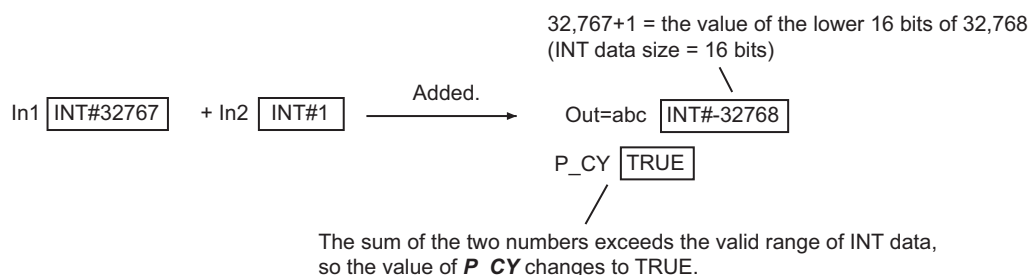 32,767+1 = the value of the lower 16 bits of 32,768
(INT data size = 16 bits)
In1 INT#32767 + In2 INT#1 Added. Out=abc INT#-32768
P_CY TRUE
The sum of the two numbers exceeds the valid range of INT data,
so the value of P_CY changes to TRUE.